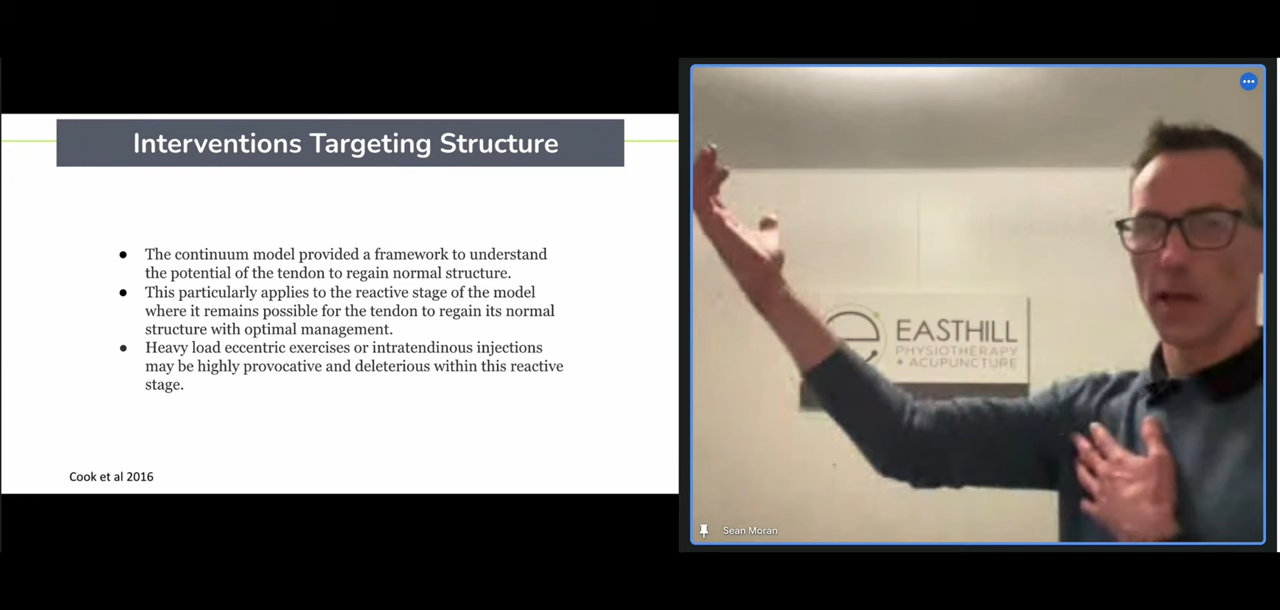 Interventions Targeting Structure
● The continuum model provided a framework to understand
the potential of the tendon to regain normal structure.
● This particularly applies to the reactive stage of the model
where it remains possible for the tendon to regain its normal
structure with optimal management.
● Heavy load eccentric exercises or intratendinous injections
may be highly provocative and deleterious within this reactive
stage.
Cook et al 2016
EASTHILL
PHYSIOTHERAPY
+ ACUPUNCTURE
Sean Moran